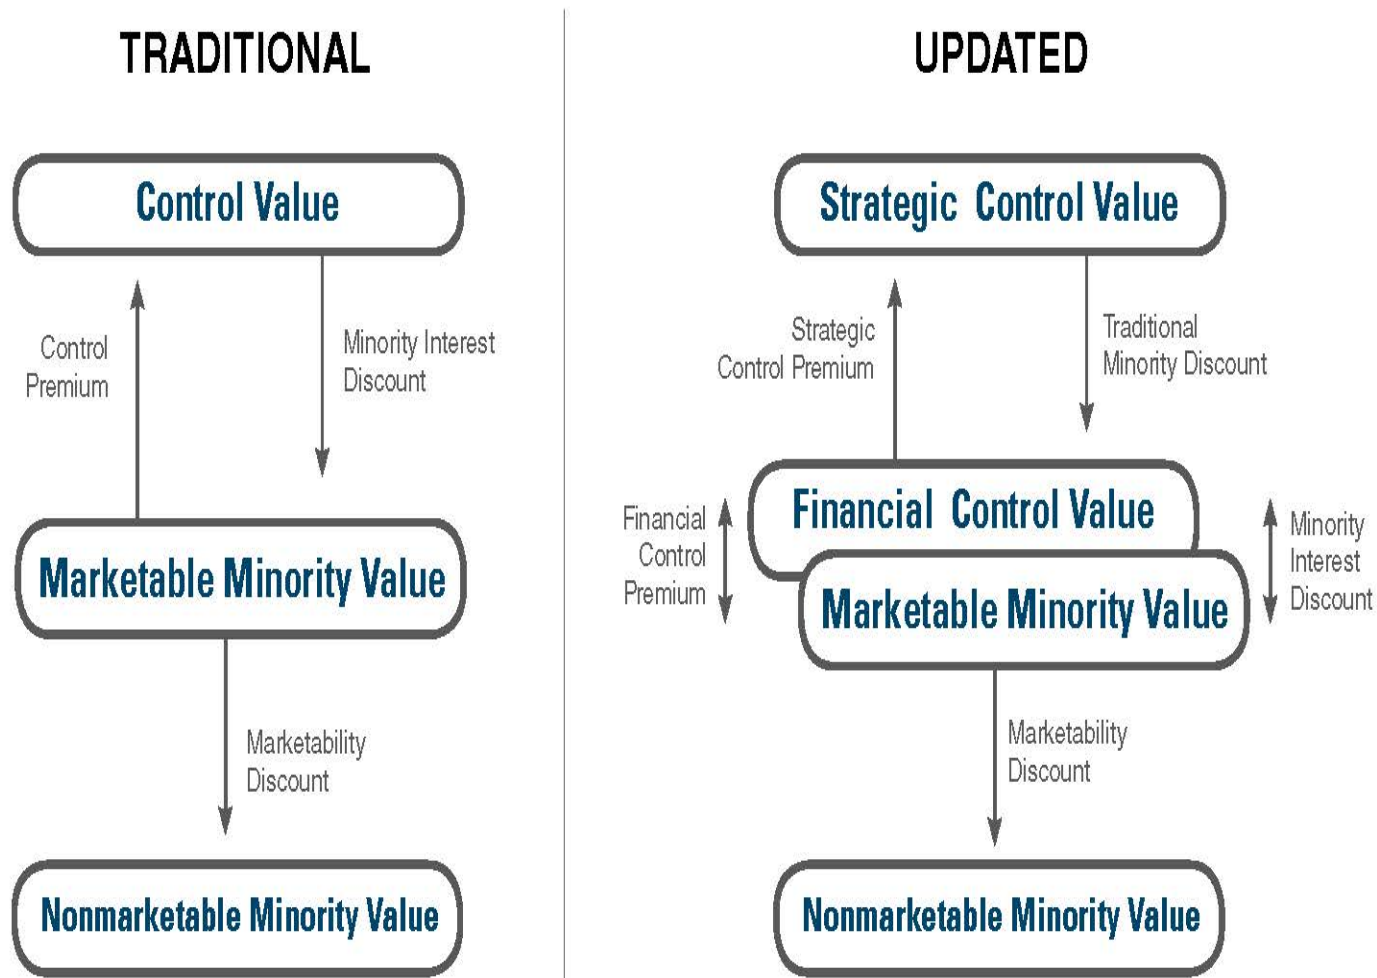 TRADITIONAL
Control Value
Control
Premium
Minority Interest
Discount
Marketable Minority Value
Marketability
Discount
Nonmarketable Minority Value
UPDATED
Strategic Control Value
Strategic
Control Premium
Traditional
Minority Discount
Financial Control Value
Financial
Control
Premium
Minority
Interest
Discount
Marketable Minority Value
Marketability
Discount
Nonmarketable Minority Value